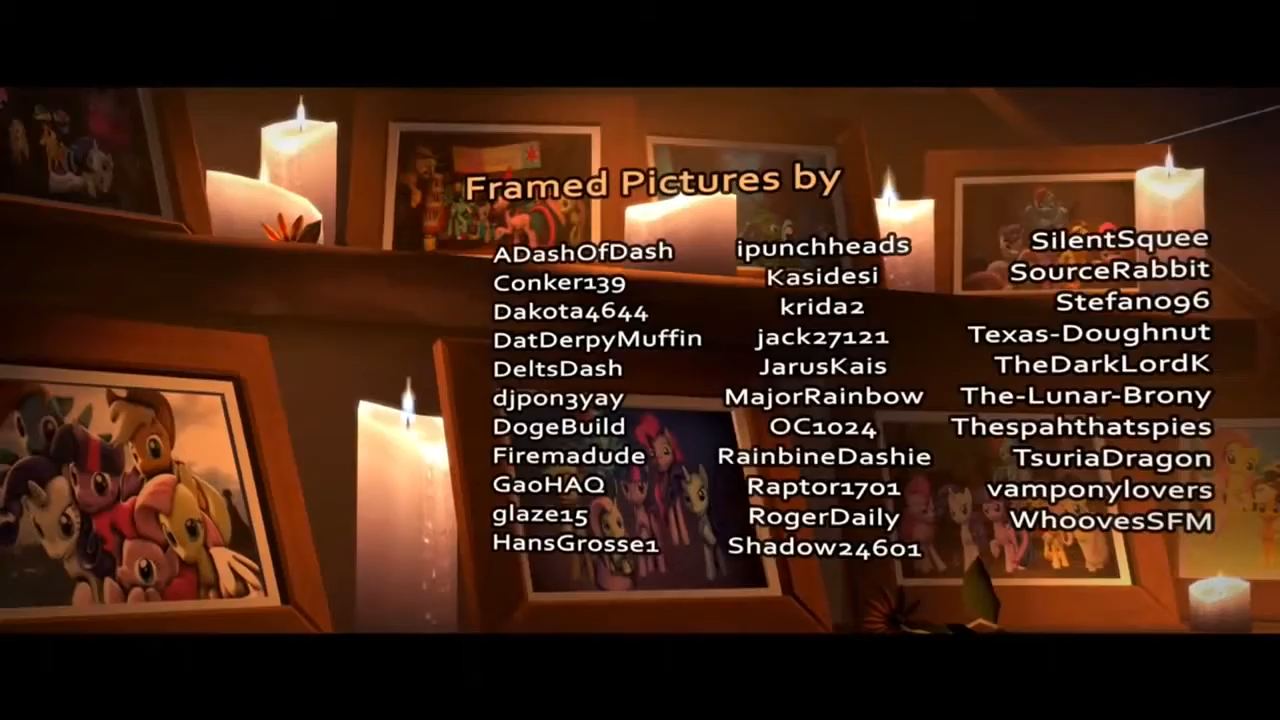 Framed Pictures by
ADashOfDash
Conker139
Dakota4644
DatDerpyMuffin
DeltsDash
djpon3yay
DogeBuild
Firemadude
GaoHAQ
glaze15
HansGrosse1
ipunchheads
Kasidesi
krida2
jack27121
JarusKais
MajorRainbow
OC1024
RainbineDashie
Raptor1701
RogerDaily
Shadow24601
SilentSquee
SourceRabbit
Stefano96
Texas-Doughnut
TheDarkLordK
The-Lunar-Brony
Thespahthatspies
TsuriaDragon
vamponylovers
WhoovesSFM